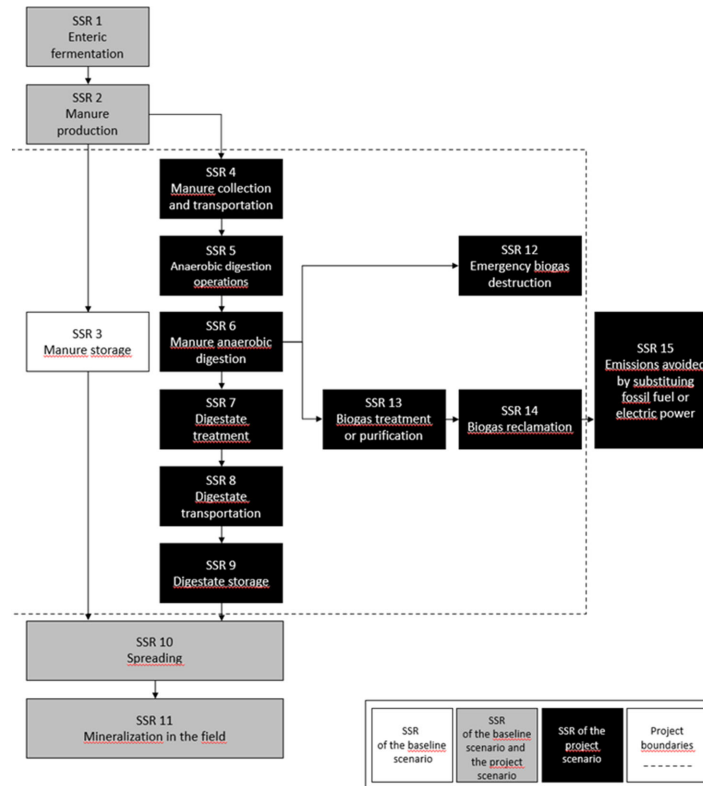 SSR 1
Enteric
fermentation
SSR 2
Manure
production
SSR 4
Manure collection
and transportation
SSR 5
Anaerobic digestion
operations
SSR 12
Emergency biogas
destruction
SSR 3
Manure storage
SSR 6
Manure anaerobic
digestion
SSR 15
Emissions avoided
by substituing
fossil fuel or
electric power
SSR 7
Digestate
treatment
SSR 13
Biogas treatment
or purification
SSR 14
Biogas reclamation
SSR 8
Digestate
transportation
SSR 9
Digestate storage
SSR 10
Spreading
SSR 11
Mineralization in the field
SSR
of the baseline
scenario
SSR
of the baseline
scenario and
the project
scenario
SSR of the
project
scenario
Project
boundaries